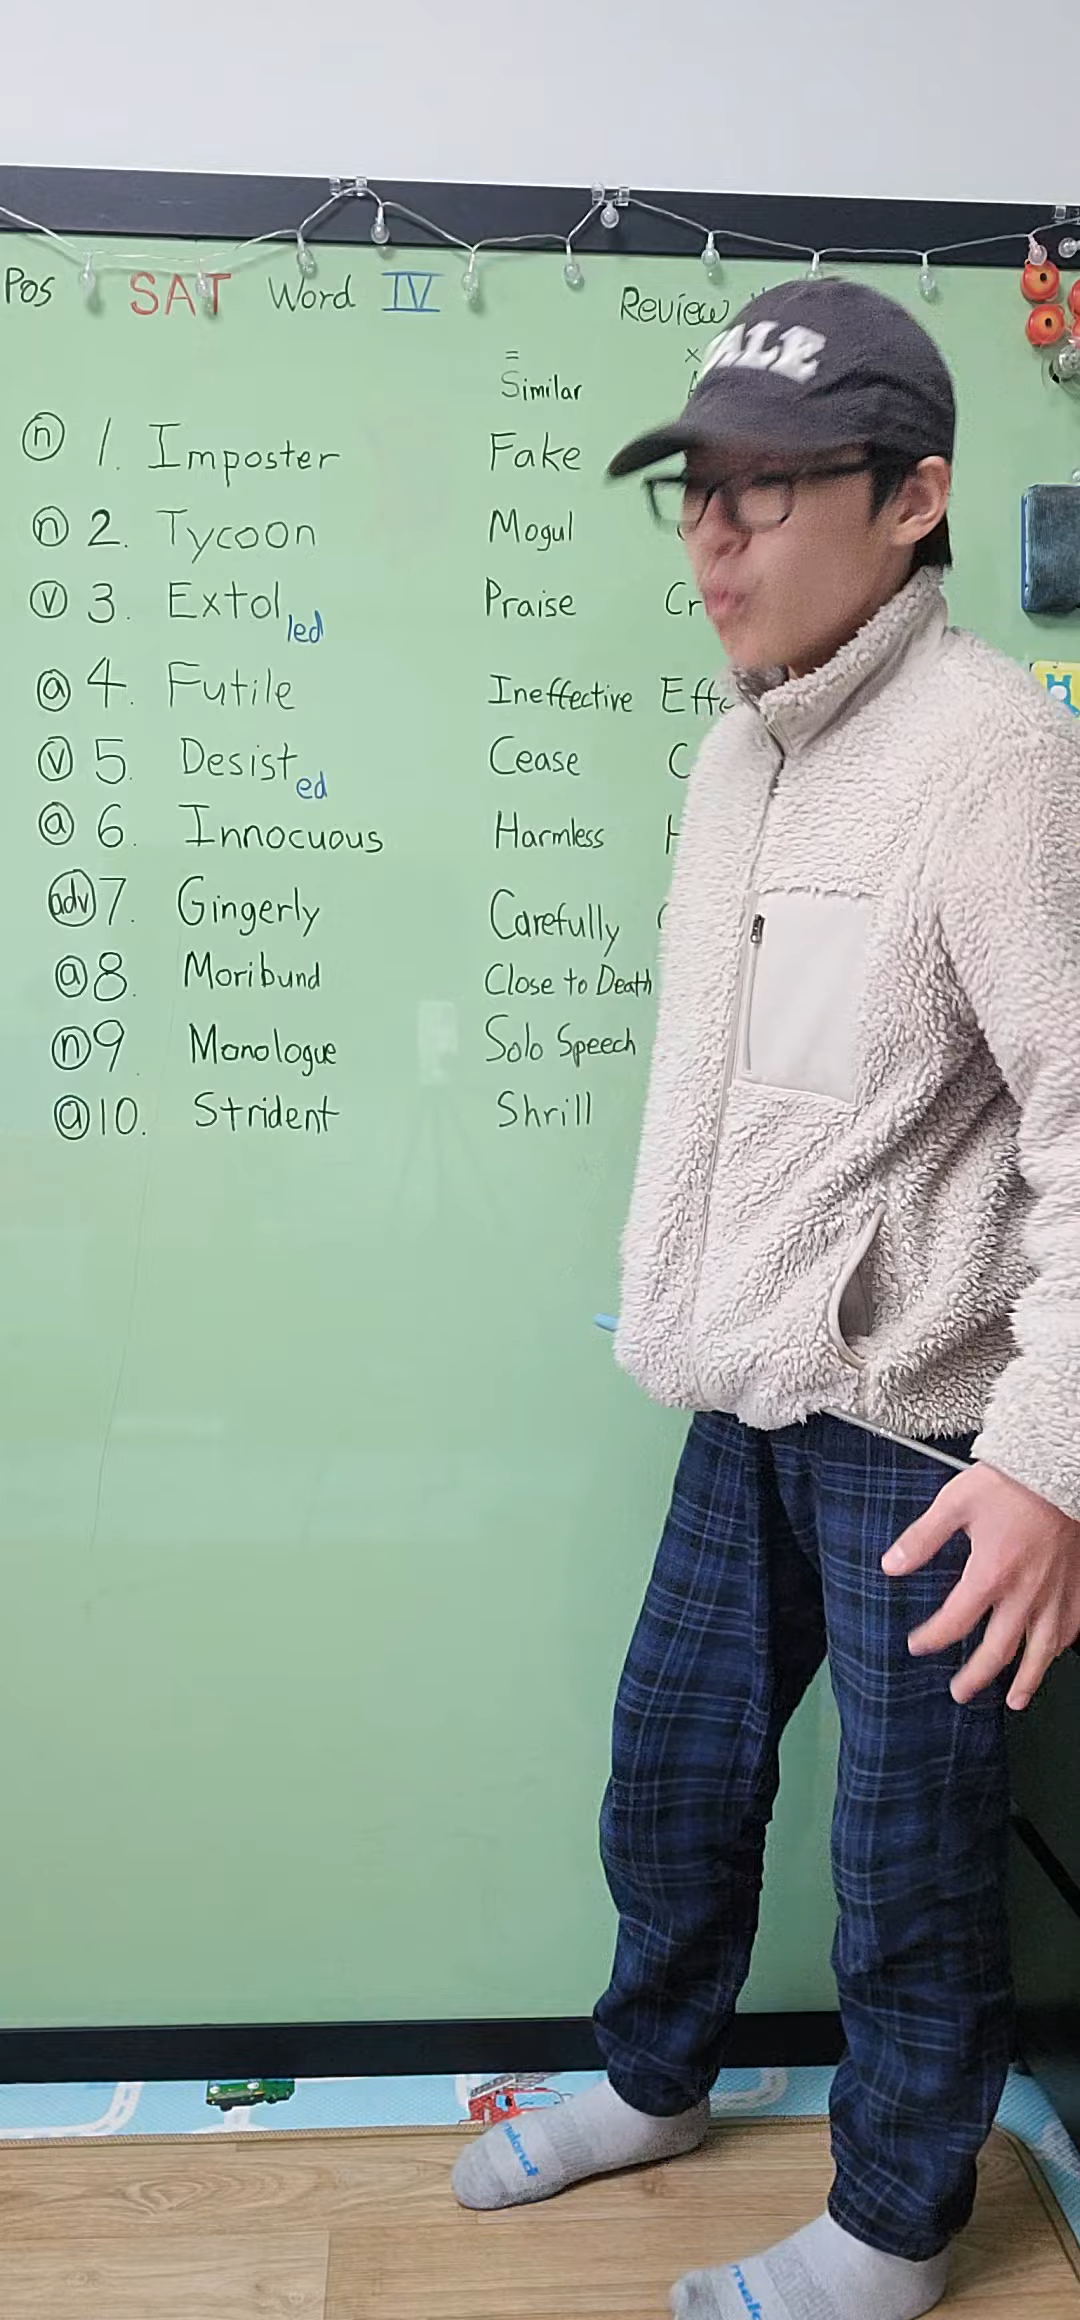 Pos SAT Word IV Review
= x
Similar
n 1. Imposter Fake
n 2. Tycoon Mogul
v 3. Extol led Praise
a 4. Futile Ineffective
v 5. Desist ed Cease
a 6. Innocuous Harmless
adv 7. Gingerly Carefully
a 8. Moribund Close to Death
n 9. Monologue Solo Speech
a 10. Strident Shrill